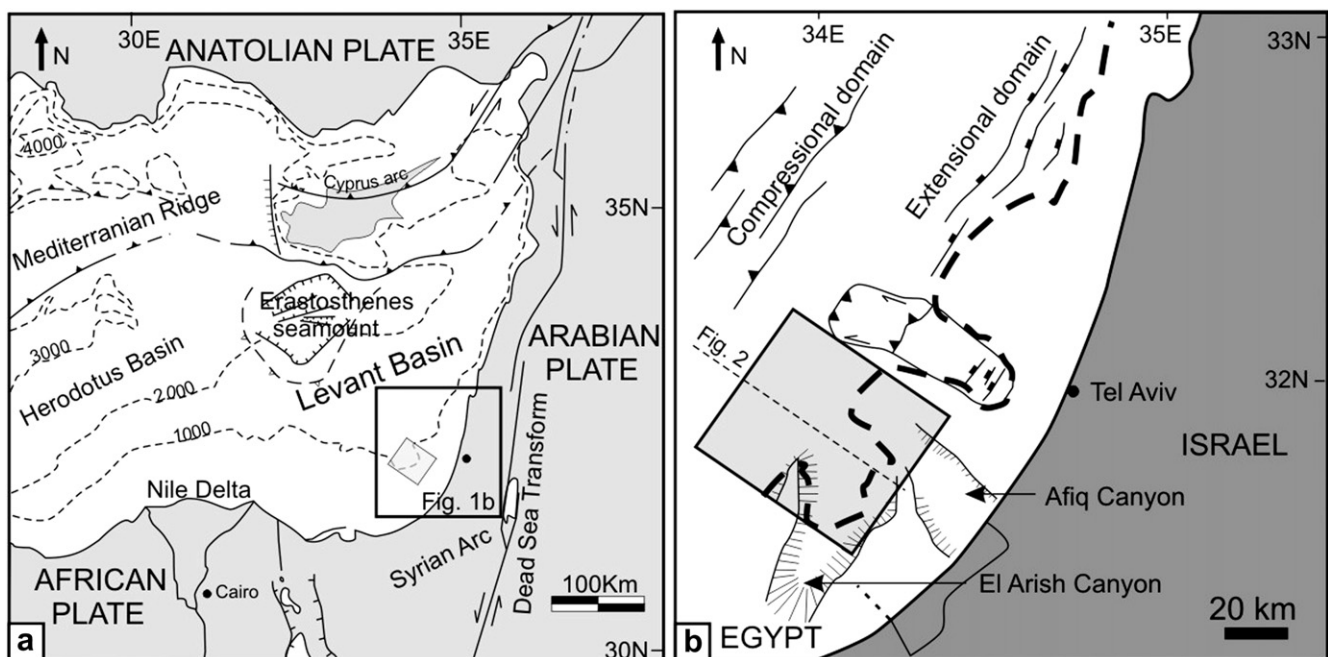 30E
35E
ANATOLIAN PLATE
N
4000
Cyprus arc
Mediterranian Ridge
35N
Erastosthenes
seamount
3000
Herodotus Basin
2000
Levant Basin
ARABIAN
PLATE
1000
Nile Delta
Fig. 1b
Dead Sea Transform
Syrian Arc
AFRICAN
PLATE
Cairo
100Km
a
30N
34E
35E
33N
N
Compressional domain
Extensional domain
Fig. 2
32N
Tel Aviv
ISRAEL
Afiq Canyon
El Arish Canyon
20 km
b
EGYPT